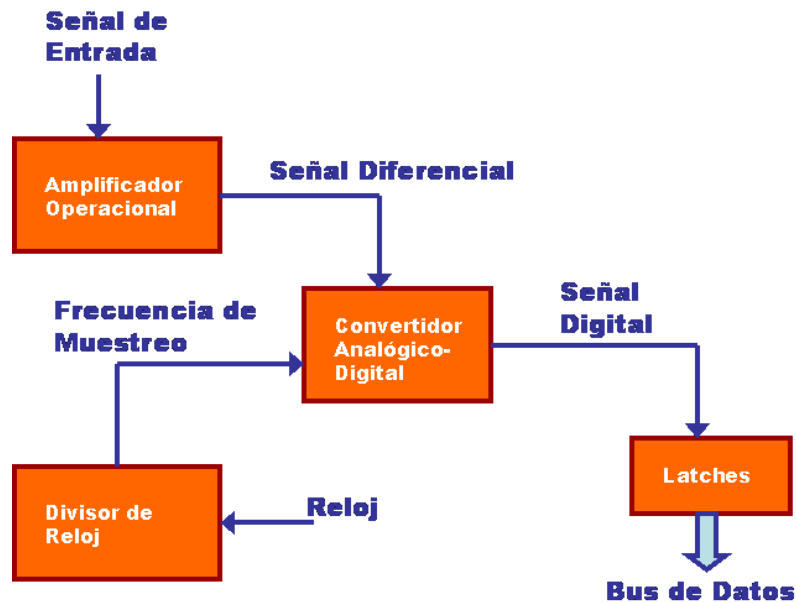 Señal de
Entrada
Amplificador
Operacional
Señal Diferencial
Frecuencia de
Muestreo
Convertidor
Analógico-
Digital
Señal
Digital
Latches
Divisor de
Reloj
Reloj
Bus de Datos